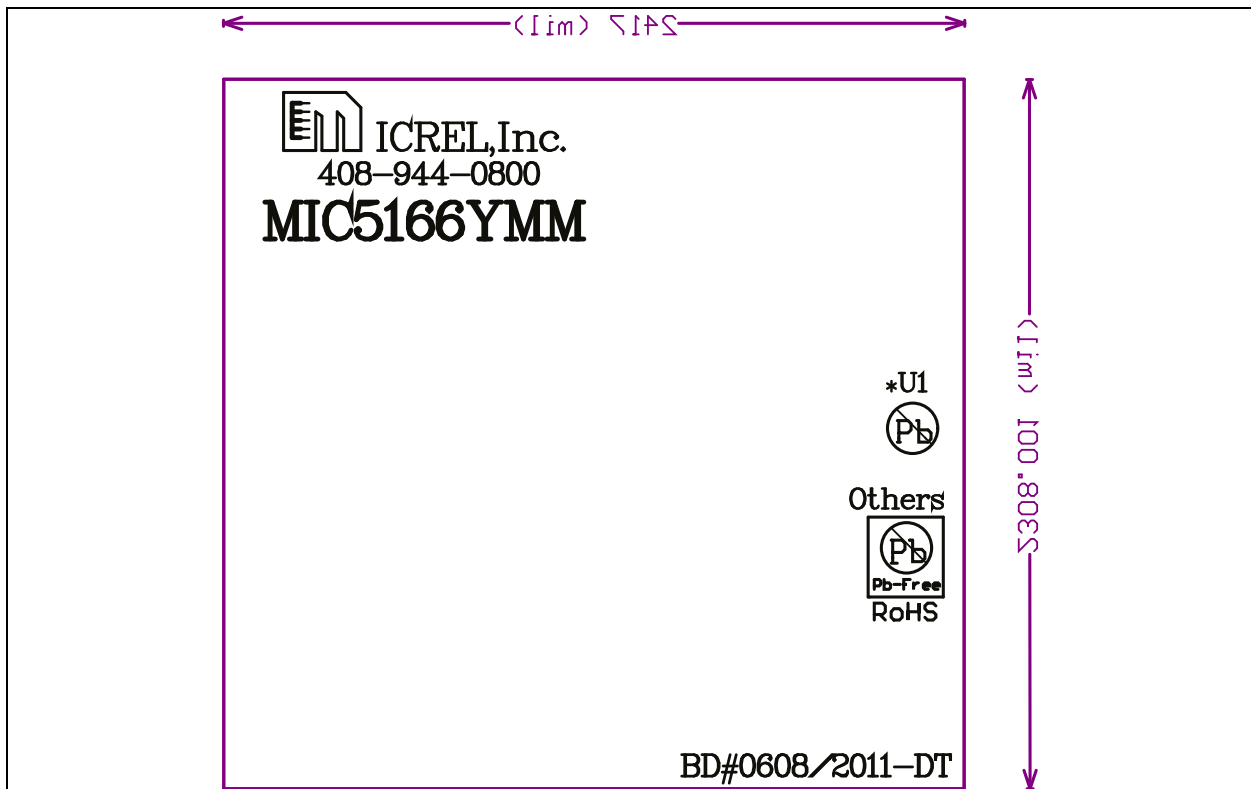 2417 (mil)
ICREL,Inc.
408-944-0800
MIC5166YMM
*U1
Pb
Others
Pb
Pb-Free
RoHS
2308.001 (mil)
BD#0608/2011-DT